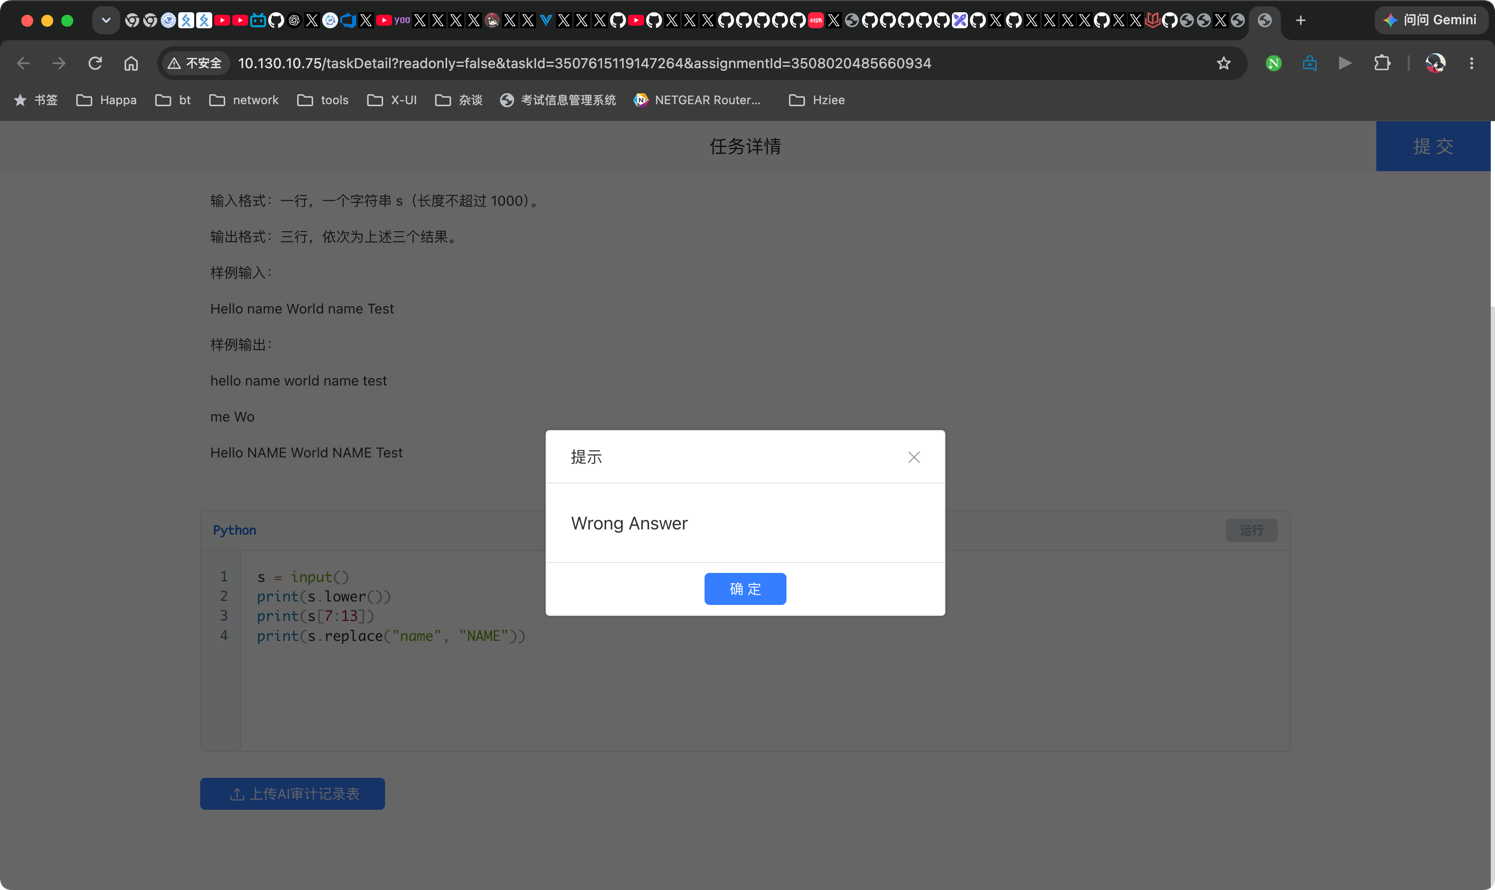 问问 Gemini
不安全
10.130.10.75/taskDetail?readonly=false&taskId=3507615119147264&assignmentId=3508020485660934
书签
Happa
bt
network
tools
X-UI
杂谈
考试信息管理系统
NETGEAR Router...
Hziee
任务详情
提 交
输入格式：一行，一个字符串 s（长度不超过 1000）。
输出格式：三行，依次为上述三个结果。
样例输入：
Hello name World name Test
样例输出：
hello name world name test
me Wo
Hello NAME World NAME Test
提示
Wrong Answer
确 定
Python
运行
1 s = input()
2 print(s.lower())
3 print(s[7:13])
4 print(s.replace("name", "NAME"))
上传AI审计记录表